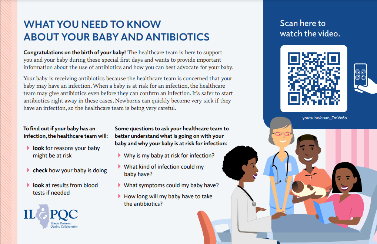 WHAT YOU NEED TO KNOW
ABOUT YOUR BABY AND ANTIBIOTICS
Congratulations on the birth of your baby! The healthcare team is here to support
you and your baby during these special first days and wants to provide important
information about the use of antibiotics and how you can best advocate for your baby.
Your baby is receiving antibiotics because the healthcare team is concerned that your
baby may have an infection. When a baby is at risk for an infection, the healthcare
team may give antibiotics even before they can confirm an infection. It's safer to start
antibiotics right away in these cases. Newborns can quickly become very sick if they
have an infection, so the healthcare team is being very careful.
To find out if your baby has an
infection, the healthcare team will:
look for reasons your baby
might be at risk
check how your baby is doing
look at results from blood
tests if needed
Some questions to ask your healthcare team to
better understand what is going on with your
baby and why your baby is at risk for infection:
Why is my baby at risk for infection?
What kind of infection could my
baby have?
What symptoms could my baby have?
How long will my baby have to take
the antibiotics?
Scan here to
watch the video.
IL PQC
Illinois Perinatal
Quality Collaborative